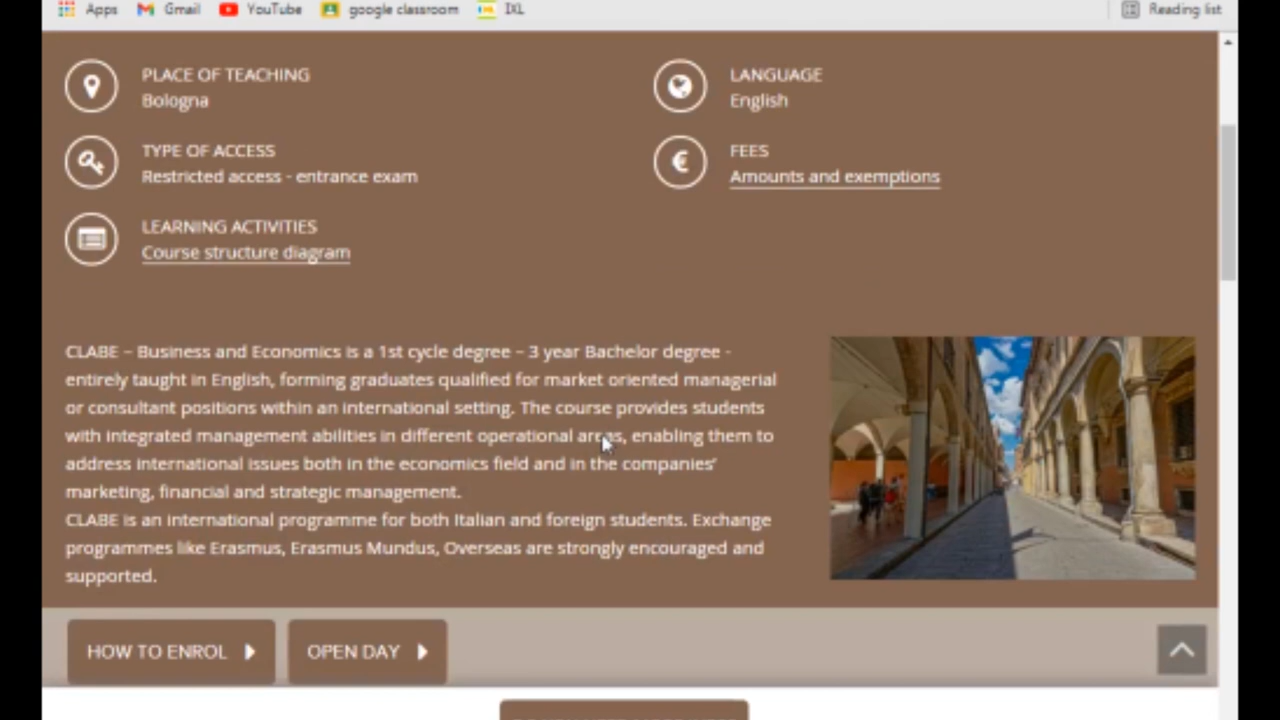 Apps Gmail YouTube google classroom IXL Reading list
PLACE OF TEACHING
Bologna
LANGUAGE
English
TYPE OF ACCESS
Restricted access - entrance exam
FEES
Amounts and exemptions
LEARNING ACTIVITIES
Course structure diagram
CLABE – Business and Economics is a 1st cycle degree – 3 year Bachelor degree -
entirely taught in English, forming graduates qualified for market oriented managerial
or consultant positions within an international setting. The course provides students
with integrated management abilities in different operational areas, enabling them to
address international issues both in the economics field and in the companies'
marketing, financial and strategic management.
CLABE is an international programme for both Italian and foreign students. Exchange
programmes like Erasmus, Erasmus Mundus, Overseas are strongly encouraged and
supported.
HOW TO ENROL OPEN DAY